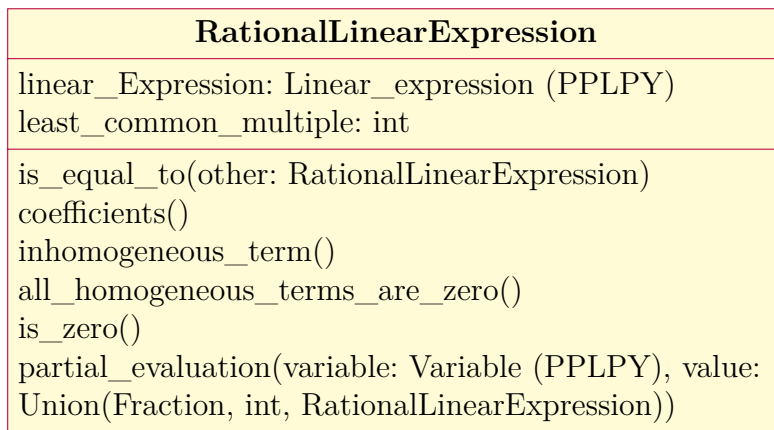 RationalLinearExpression
linear_Expression: Linear_expression (PPLPY)
least_common_multiple: int
is_equal_to(other: RationalLinearExpression)
coefficients()
inhomogeneous_term()
all_homogeneous_terms_are_zero()
is_zero()
partial_evaluation(variable: Variable (PPLPY), value:
Union(Fraction, int, RationalLinearExpression))